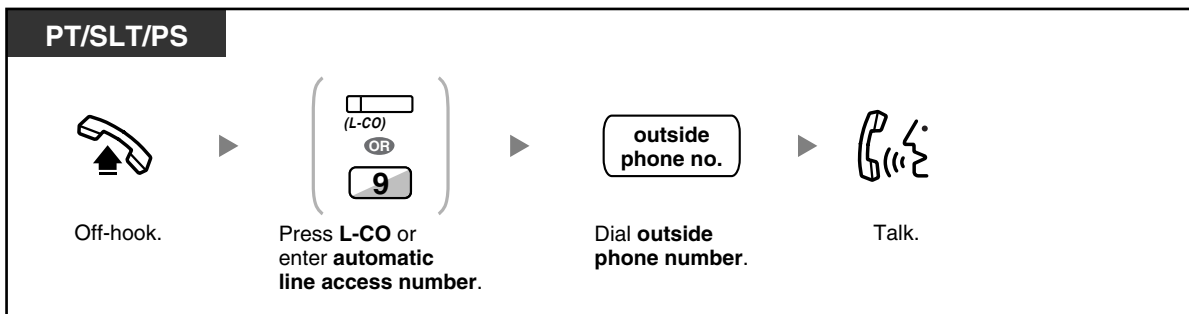 PT/SLT/PS
(L-CO)
OR
9
outside
phone no.
Off-hook.
Press L-CO or
enter automatic
line access number.
Dial outside
phone number.
Talk.